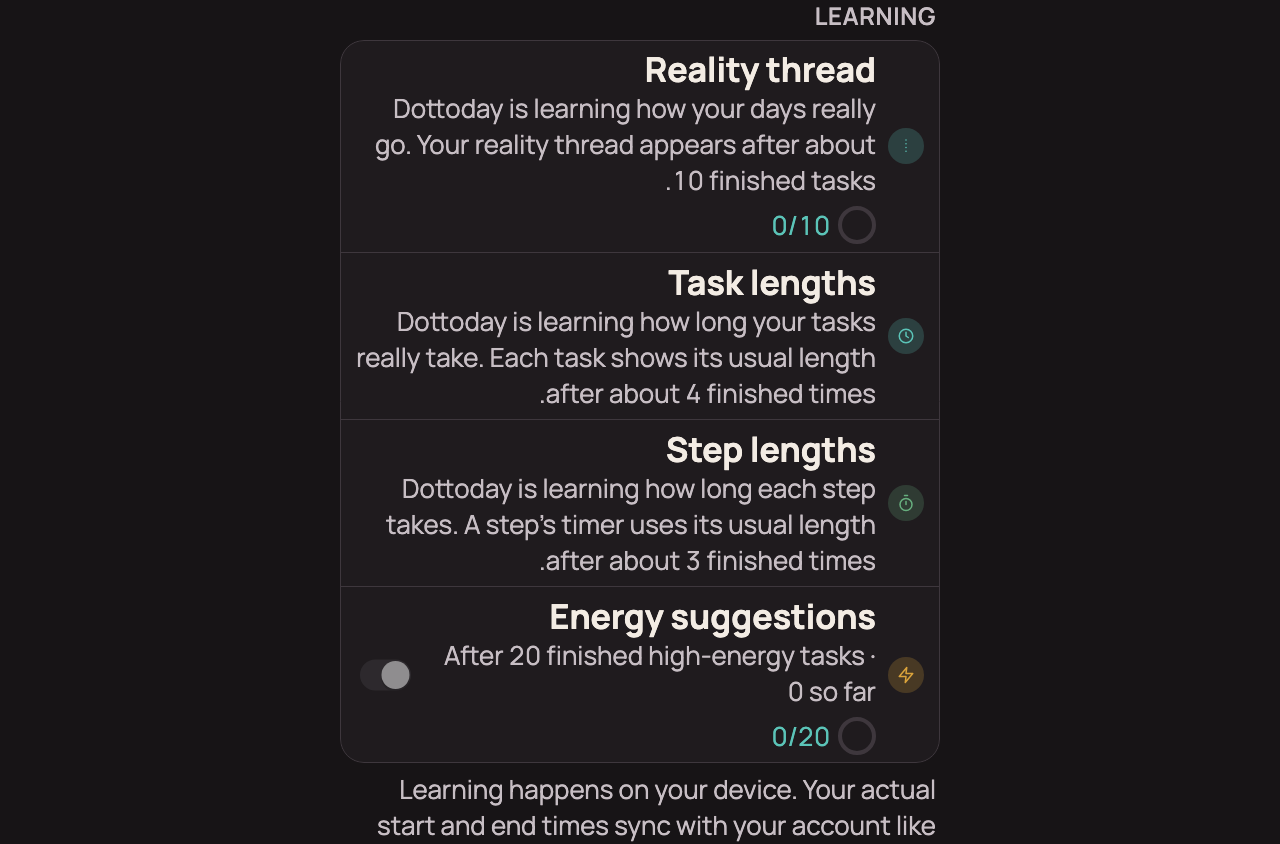 LEARNING
Reality thread
Dottoday is learning how your days really
go. Your reality thread appears after about
.10 finished tasks
0/10
Task lengths
Dottoday is learning how long your tasks
really take. Each task shows its usual length
.after about 4 finished times
Step lengths
Dottoday is learning how long each step
takes. A step’s timer uses its usual length
.after about 3 finished times
Energy suggestions
After 20 finished high-energy tasks ·
0 so far
0/20
Learning happens on your device. Your actual
start and end times sync with your account like